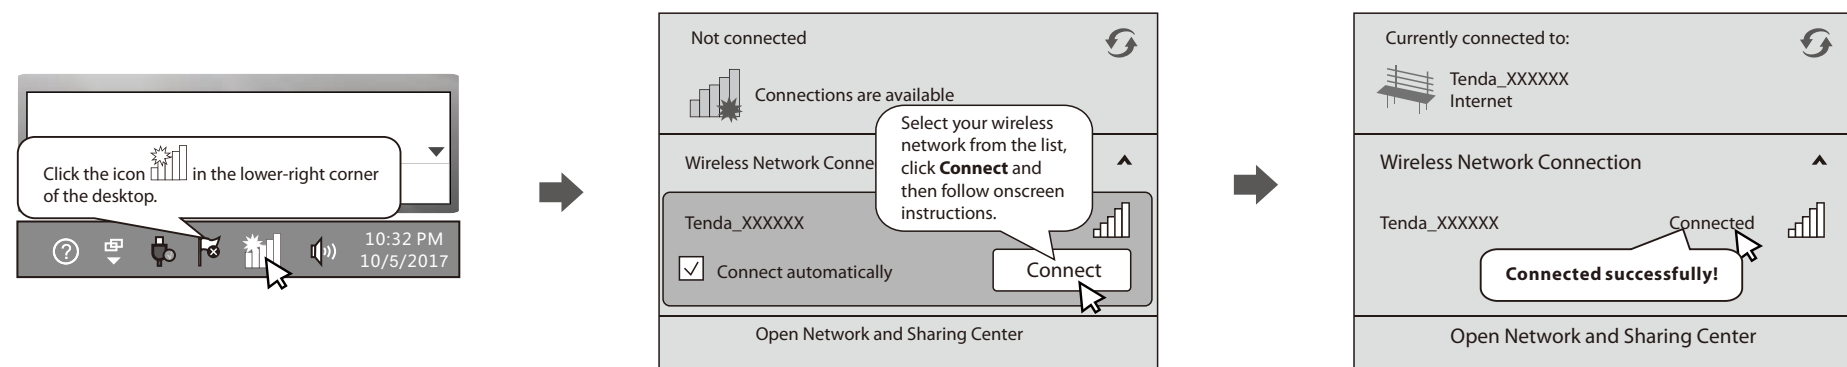 Click the icon in the lower-right corner
of the desktop.
?
10:32 PM
10/5/2017
Not connected
Connections are available
Select your wireless
network from the list,
click Connect and
then follow onscreen
instructions.
Wireless Network Conne
Tenda_XXXXXX
Connect automatically
Connect
Open Network and Sharing Center
Currently connected to:
Tenda_XXXXXX
Internet
Wireless Network Connection
Tenda_XXXXXX Connected
Connected successfully!
Open Network and Sharing Center